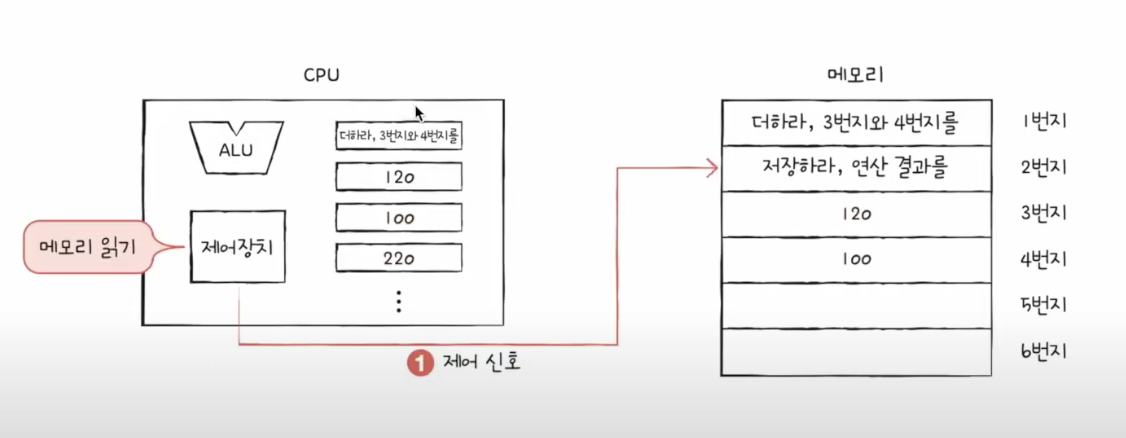 CPU
메모리
ALU
더하라, 3번지와 4번지를
120
100
220
메모리 읽기
제어장치
1 제어 신호
더하라, 3번지와 4번지를 1번지
저장하라, 연산 결과를 2번지
120 3번지
100 4번지
5번지
6번지